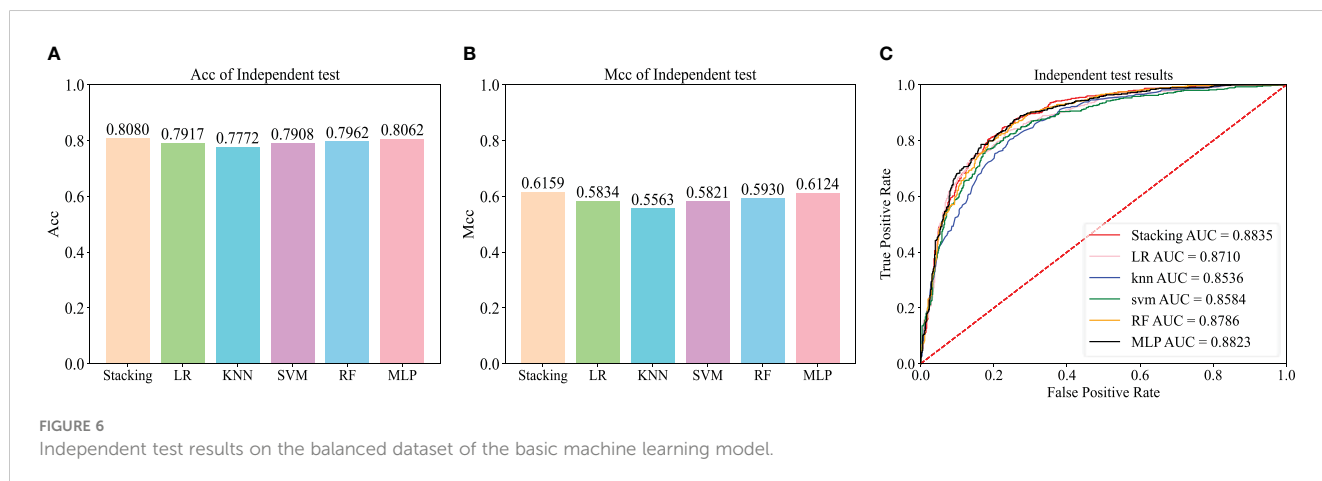 A
Acc of Independent test
1.0
0.8
0.6
0.4
0.2
0.0
Acc
0.8080
0.7917
0.7772
0.7908
0.7962
0.8062
Stacking
LR
KNN
SVM
RF
MLP
B
Mcc of Independent test
1.0
0.8
0.6
0.4
0.2
0.0
Mcc
0.6159
0.5834
0.5563
0.5821
0.5930
0.6124
Stacking
LR
KNN
SVM
RF
MLP
C
Independent test results
1.0
0.8
0.6
0.4
0.2
0.0
True Positive Rate
Stacking AUC = 0.8835
LR AUC = 0.8710
knn AUC = 0.8536
svm AUC = 0.8584
RF AUC = 0.8786
MLP AUC = 0.8823
0.0
0.2
0.4
0.6
0.8
1.0
False Positive Rate
FIGURE 6
Independent test results on the balanced dataset of the basic machine learning model.